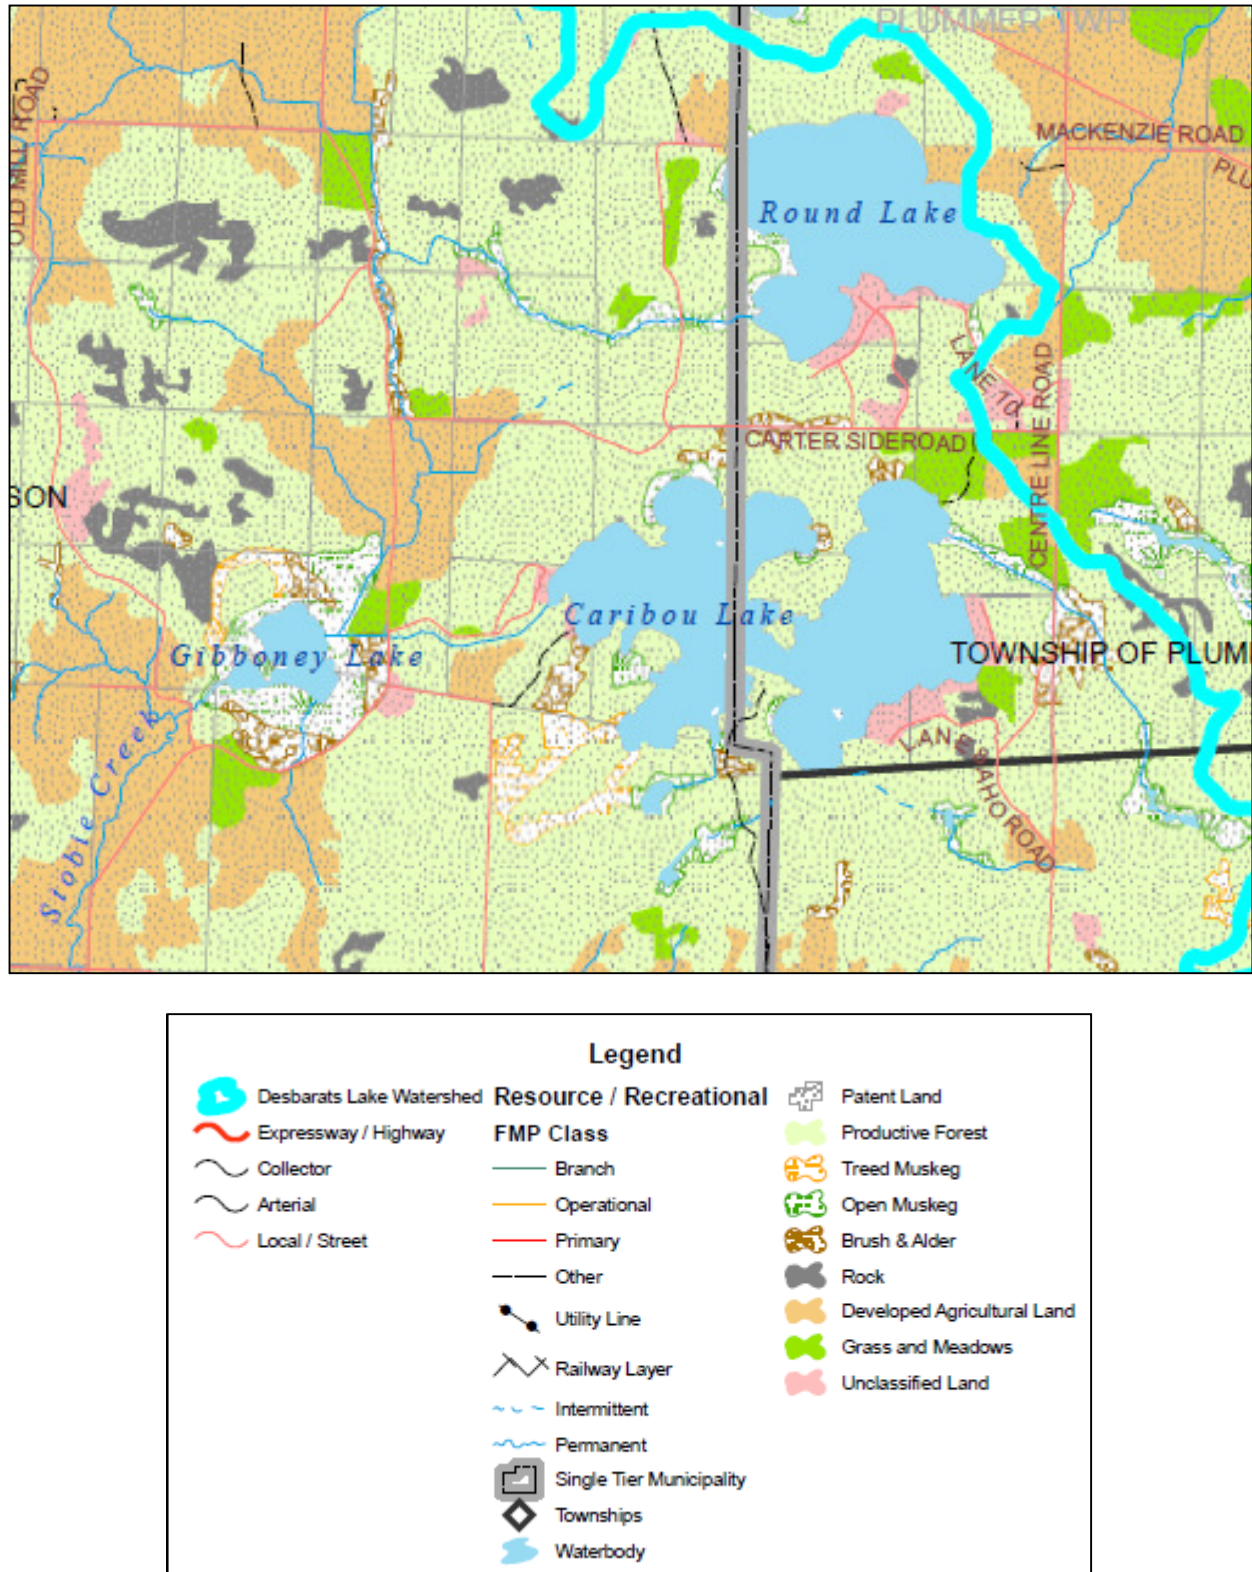 PLUMMER TWP
OLD MILL ROAD
MACKENZIE ROAD
PLU
Round Lake
LANE 10
CENTRE LINE ROAD
CARTER SIDEROAD
SON
Caribou Lake
Gibboney Lake
TOWNSHIP OF PLUM
LANE
ROAD
Stobie Creek
Legend
Desbarats Lake Watershed
Expressway / Highway
Collector
Arterial
Local / Street
Resource / Recreational
FMP Class
Branch
Operational
Primary
Other
Utility Line
Railway Layer
Intermittent
Permanent
Single Tier Municipality
Townships
Waterbody
Patent Land
Productive Forest
Treed Muskeg
Open Muskeg
Brush & Alder
Rock
Developed Agricultural Land
Grass and Meadows
Unclassified Land